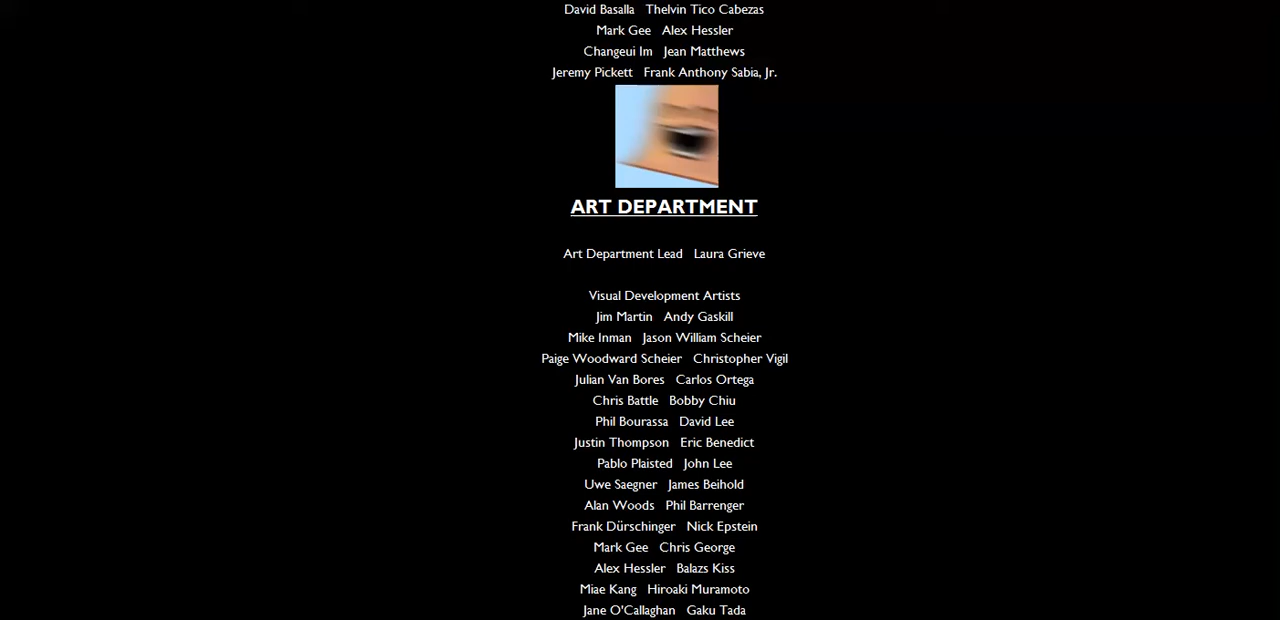 David Basalla Thelvin Tico Cabezas
Mark Gee Alex Hessler
Changeui Im Jean Matthews
Jeremy Pickett Frank Anthony Sabia, Jr.
ART DEPARTMENT
Art Department Lead Laura Grieve
Visual Development Artists
Jim Martin Andy Gaskill
Mike Inman Jason William Scheier
Paige Woodward Scheier Christopher Vigil
Julian Van Bores Carlos Ortega
Chris Battle Bobby Chiu
Phil Bourassa David Lee
Justin Thompson Eric Benedict
Pablo Plaisted John Lee
Uwe Saegner James Beihold
Alan Woods Phil Barrenger
Frank Dürschinger Nick Epstein
Mark Gee Chris George
Alex Hessler Balazs Kiss
Miae Kang Hiroaki Muramoto
Jane O'Callaghan Gaku Tada